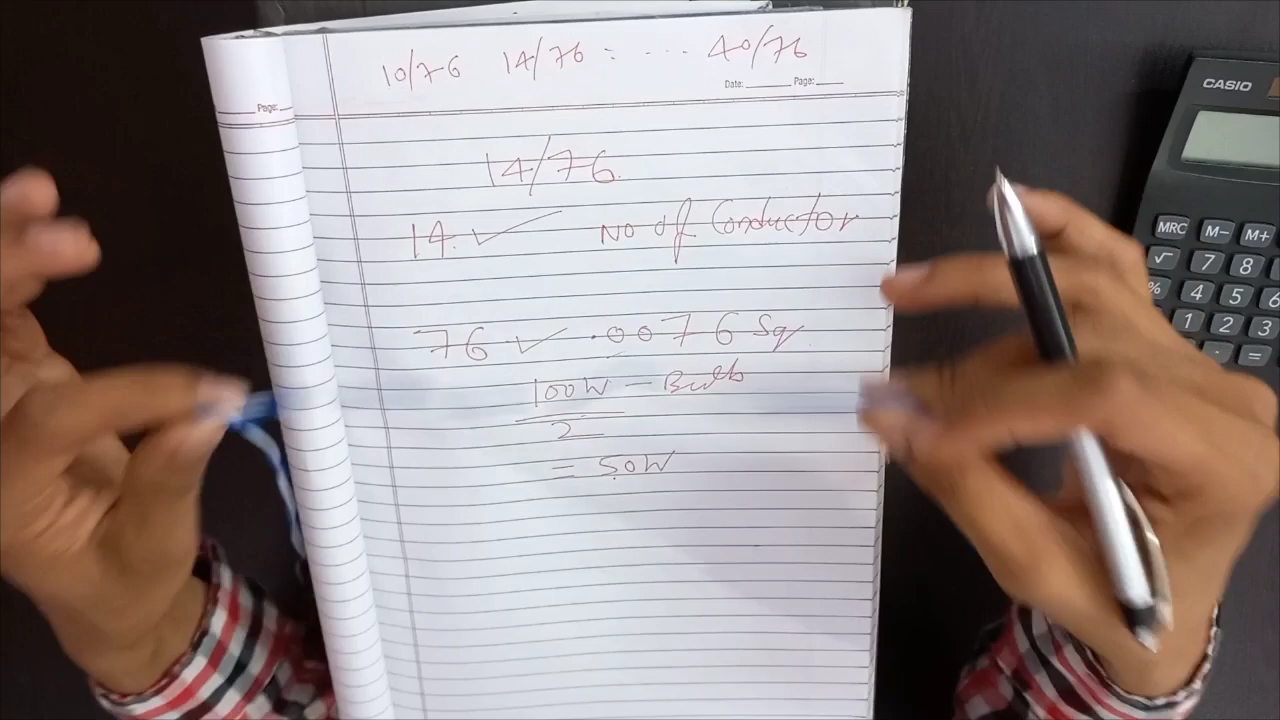 10/76 14/76 : .... 40/76
Date: Page:
Page:
14/76.
14. ✓ No of Conductor
76 ✓ .0076 Sq
100W - Bulb
2
= 50W
CASIO
MRC M- M+
√ 7 8
% 4 5 6
1 2 3
. =